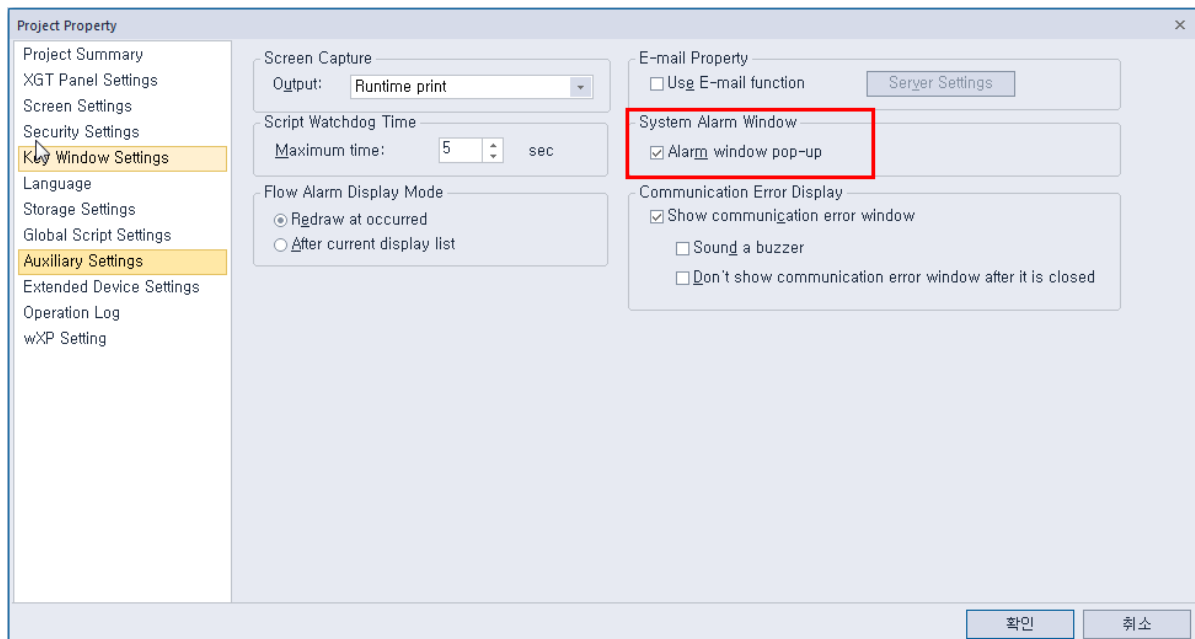 Project Property
Project Summary
XGT Panel Settings
Screen Settings
Security Settings
Key Window Settings
Language
Storage Settings
Global Script Settings
Auxiliary Settings
Extended Device Settings
Operation Log
wXP Setting
Screen Capture
Output: Runtime print
Script Watchdog Time
Maximum time: 5 sec
Flow Alarm Display Mode
Redraw at occurred
After current display list
E-mail Property
Use E-mail function Server Settings
System Alarm Window
Alarm window pop-up
Communication Error Display
Show communication error window
Sound a buzzer
Don't show communication error window after it is closed
확인 취소